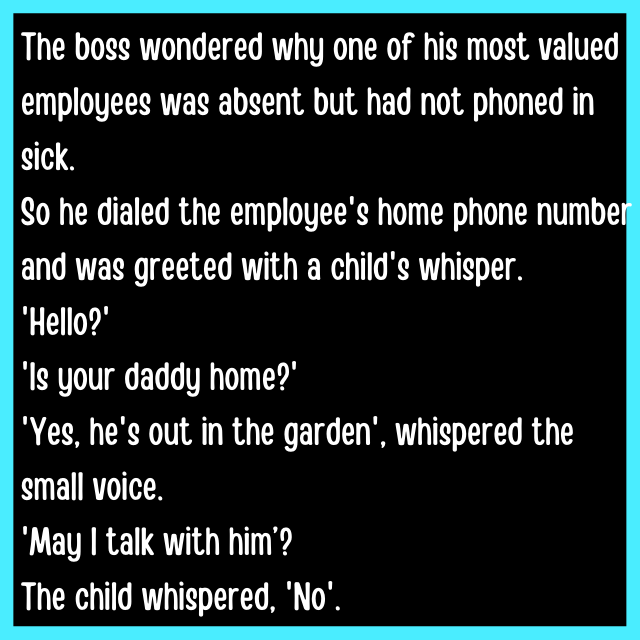 The boss wondered why one of his most valued
employees was absent but had not phoned in
sick.
So he dialed the employee's home phone number
and was greeted with a child's whisper.
'Hello?'
'Is your daddy home?'
'Yes, he's out in the garden', whispered the
small voice.
'May I talk with him’?
The child whispered, 'No'.